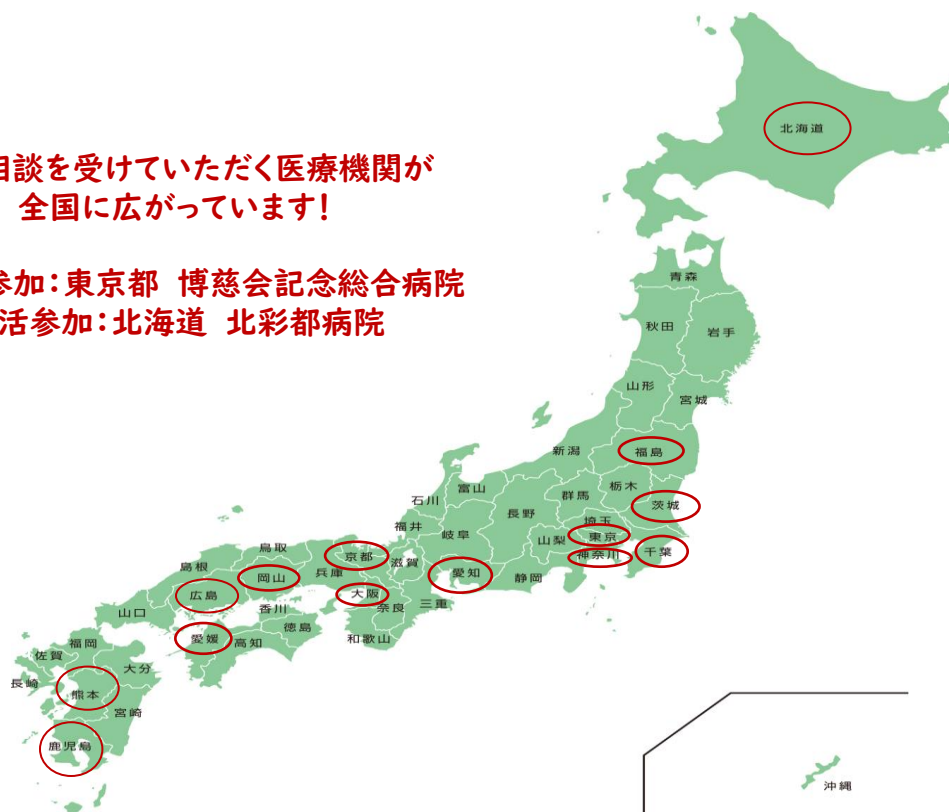 相談を受けていただく医療機関が
全国に広がっています!
参加:東京都 博慈会記念総合病院
活参加:北海道 北彩都病院
北海道
青森
秋田
岩手
山形
宮城
新潟
福島
栃木
群馬
茨城
石川
富山
長野
埼玉
東京
福井
岐阜
山梨
神奈川
千葉
鳥取
京都
滋賀
愛知
静岡
島根
岡山
兵庫
大阪
広島
奈良
三重
山口
香川
徳島
愛媛
高知
和歌山
福岡
佐賀
大分
長崎
熊本
宮崎
鹿児島
沖縄